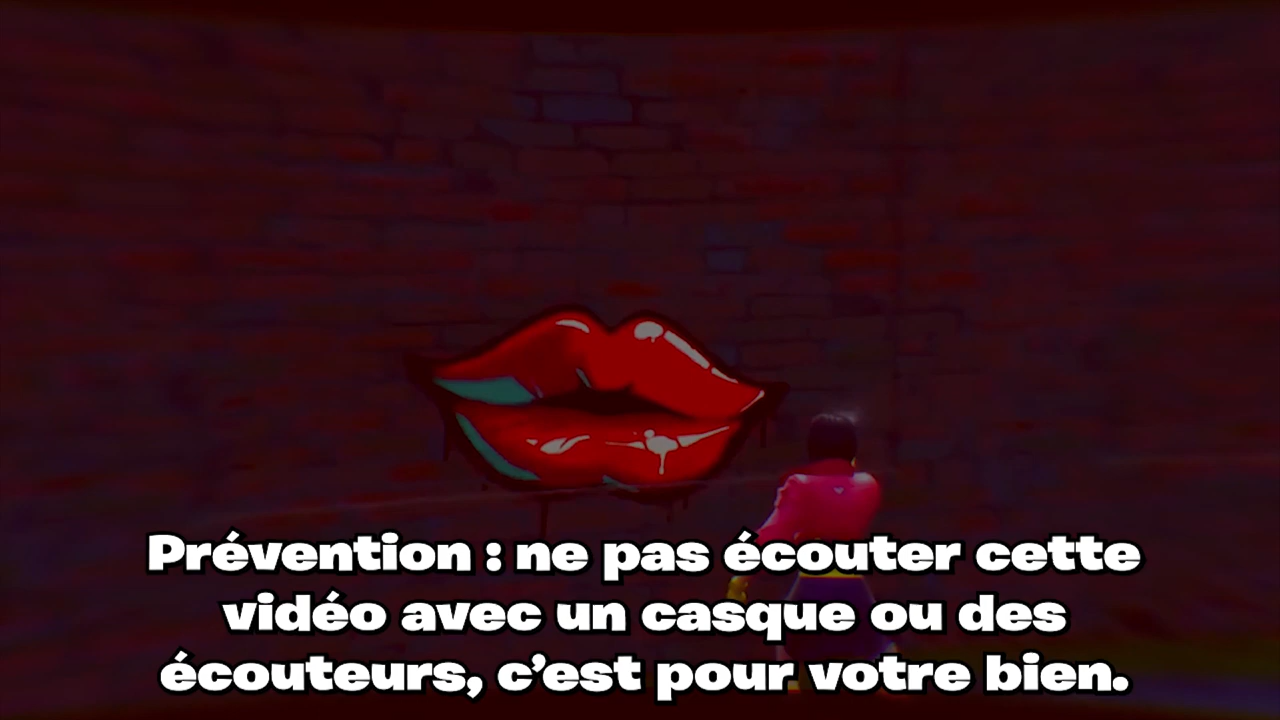 Prévention : ne pas écouter cette
vidéo avec un casque ou des
écouteurs, c’est pour votre bien.